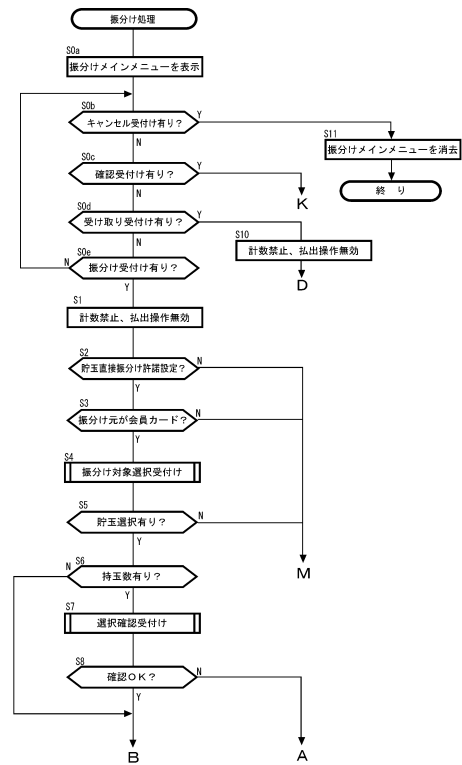 振分け処理
S0a
振分けメインメニューを表示
S0b
キャンセル受付け有り？
Y
N
S11
振分けメインメニューを消去
終　り
S0c
確認受付け有り？
Y
N
K
S0d
受け取り受付け有り？
Y
N
S10
計数禁止、払出操作無効
D
S0e
N
振分け受付け有り？
Y
S1
計数禁止、払出操作無効
S2
貯玉直接振分け許諾設定？
N
Y
S3
振分け元が会員カード？
N
Y
S4
振分け対象選択受付け
S5
貯玉選択有り？
N
Y
M
S6
N
持玉数有り？
Y
S7
選択確認受付け
S8
確認ＯＫ？
N
Y
B
A